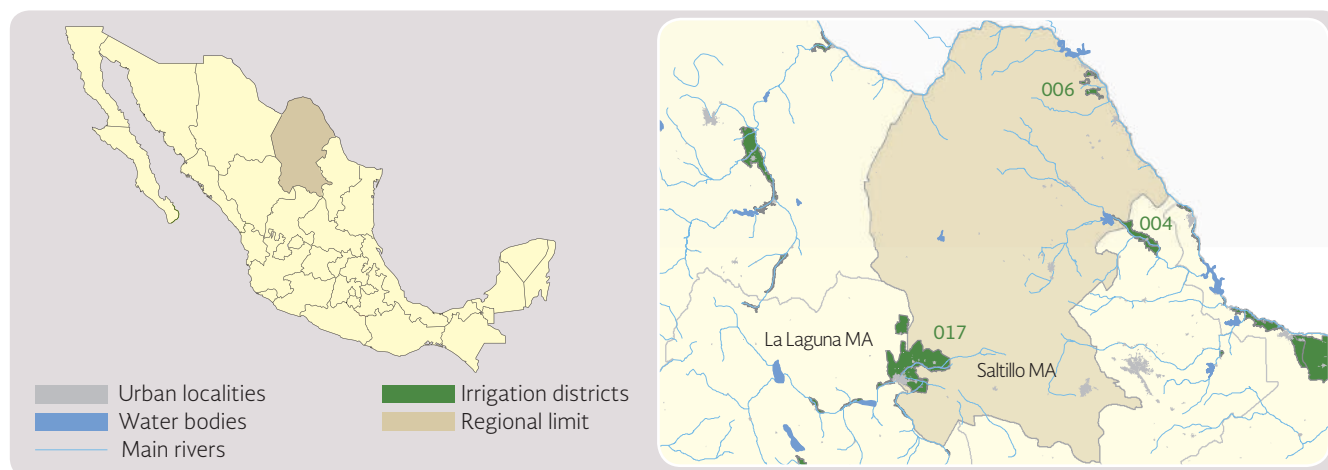 Urban localities
Water bodies
Main rivers
Irrigation districts
Regional limit
006
004
017
La Laguna MA
Saltillo MA